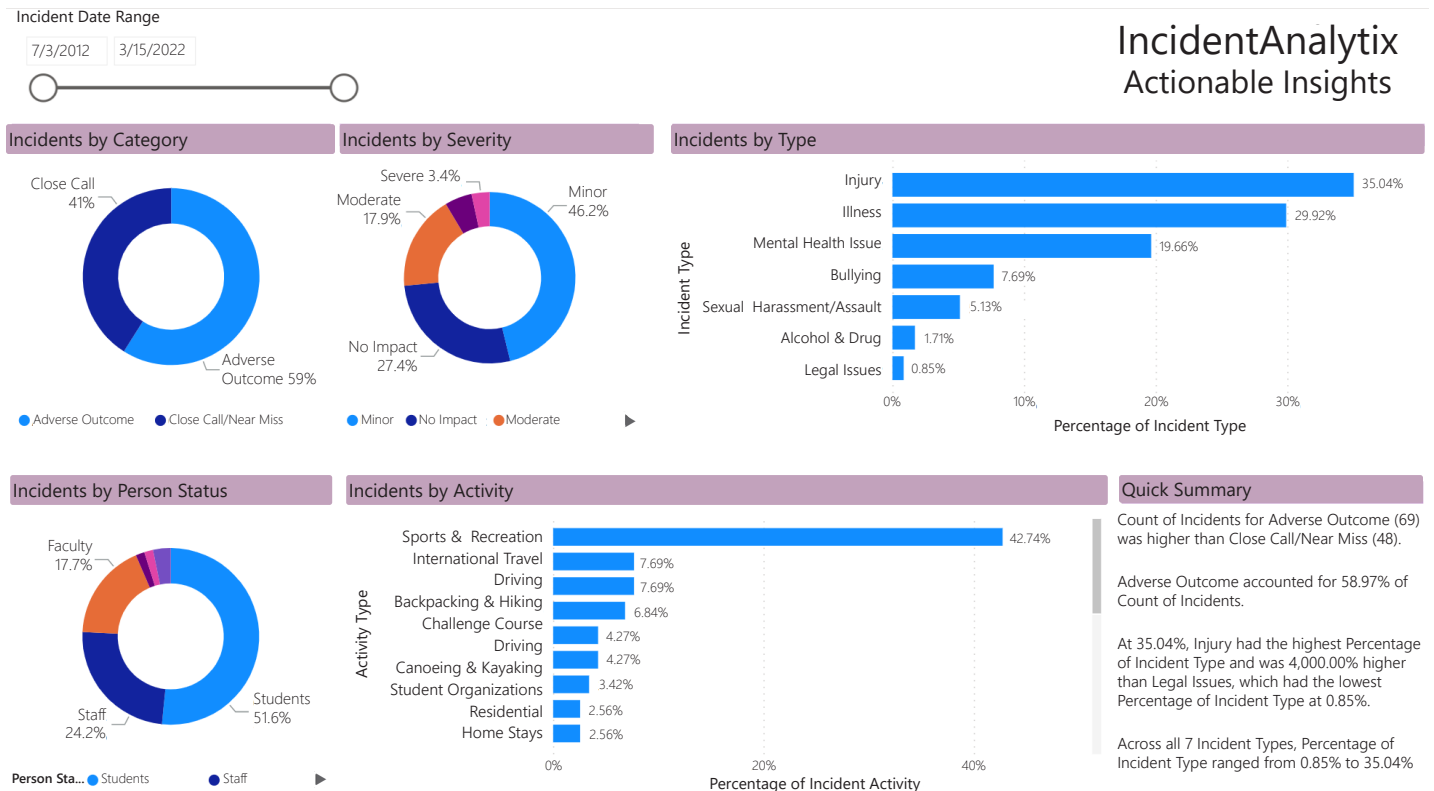 Incident Date Range
7/3/2012
3/15/2022
IncidentAnalytix
Actionable Insights
Incidents by Category
Close Call
41%
Adverse
Outcome 59%
Adverse Outcome
Close Call/Near Miss
Incidents by Severity
Severe 3.4%
Moderate
17.9%
Minor
46.2%
No Impact
27.4%
Minor
No Impact
Moderate
Incidents by Type
Incident Type
Injury
35.04%
Illness
29.92%
Mental Health Issue
19.66%
Bullying
7.69%
Sexual Harassment/Assault
5.13%
Alcohol & Drug
1.71%
Legal Issues
0.85%
0%
10%
20%
30%
Percentage of Incident Type
Incidents by Person Status
Faculty
17.7%
Students
51.6%
Staff
24.2%
Person Sta...
Students
Staff
Incidents by Activity
Activity Type
Sports & Recreation
42.74%
International Travel
7.69%
Driving
7.69%
Backpacking & Hiking
6.84%
Challenge Course
4.27%
Driving
4.27%
Canoeing & Kayaking
3.42%
Student Organizations
Residential
2.56%
Home Stays
2.56%
0%
20%
40%
Percentage of Incident Activity
Quick Summary
Count of Incidents for Adverse Outcome (69)
was higher than Close Call/Near Miss (48).
Adverse Outcome accounted for 58.97% of
Count of Incidents.
At 35.04%, Injury had the highest Percentage
of Incident Type and was 4,000.00% higher
than Legal Issues, which had the lowest
Percentage of Incident Type at 0.85%.
Across all 7 Incident Types, Percentage of
Incident Type ranged from 0.85% to 35.04%